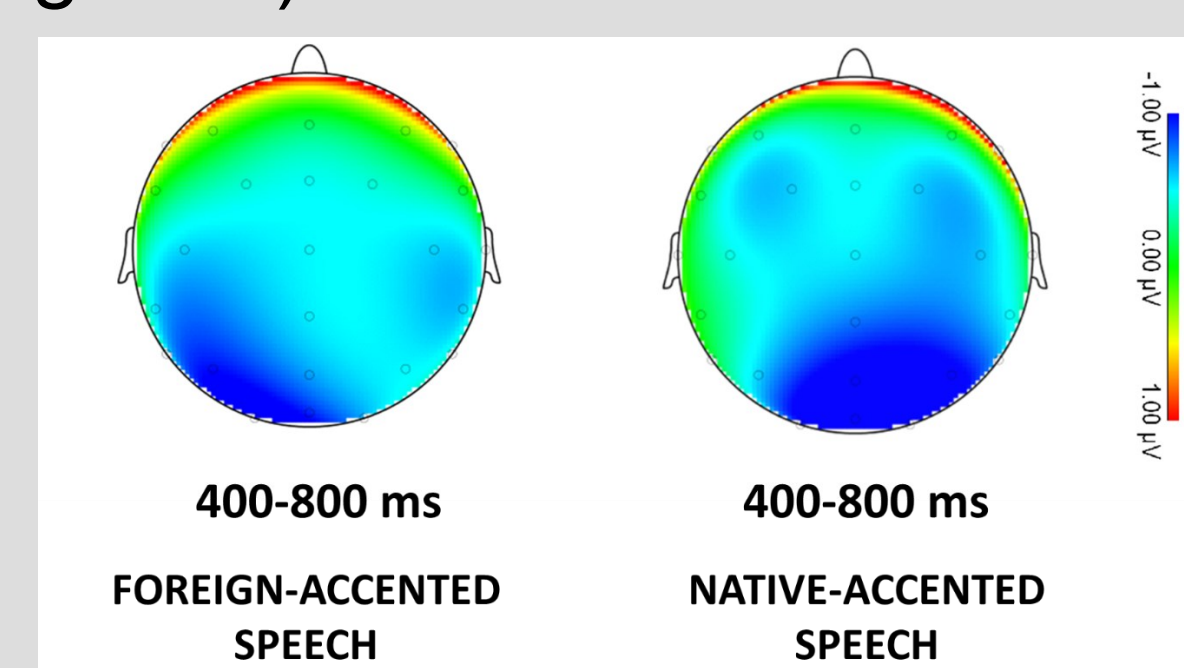 -1.00 µV
0.00 µV
1.00 µV
400-800 ms
400-800 ms
FOREIGN-ACCENTED
SPEECH
NATIVE-ACCENTED
SPEECH